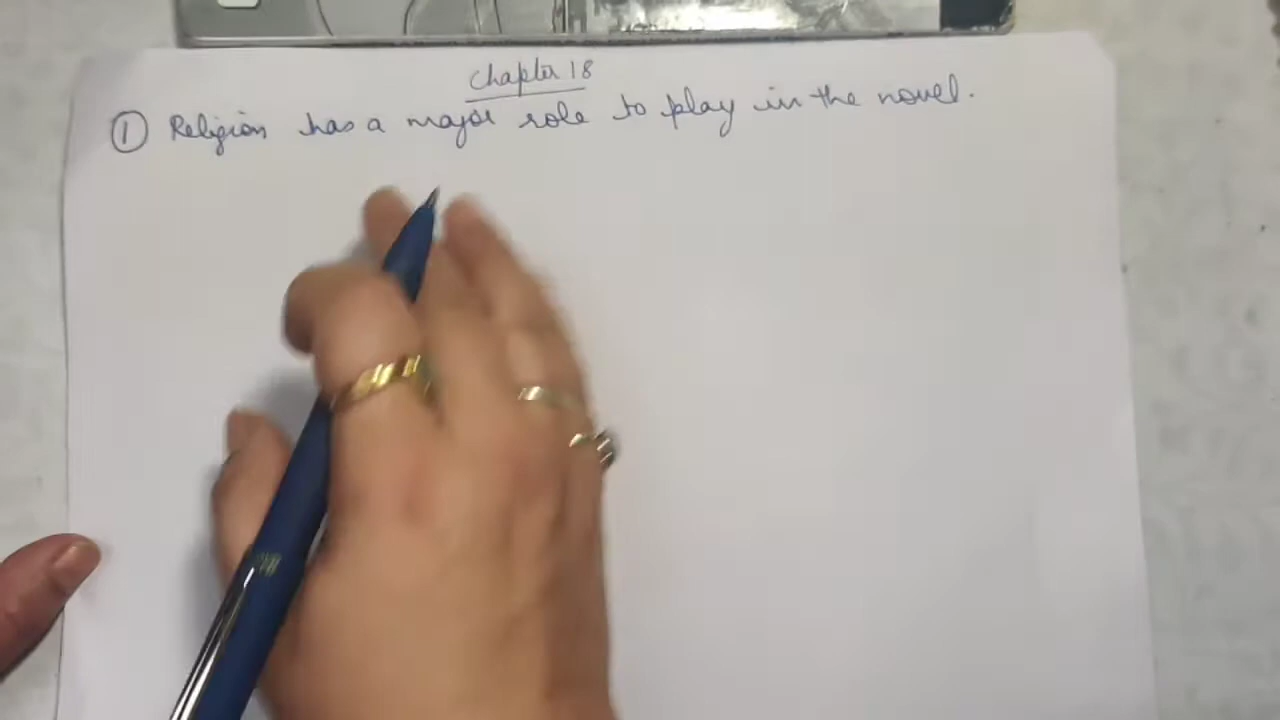 Chapter 18
① Religion has a major role to play in the novel.